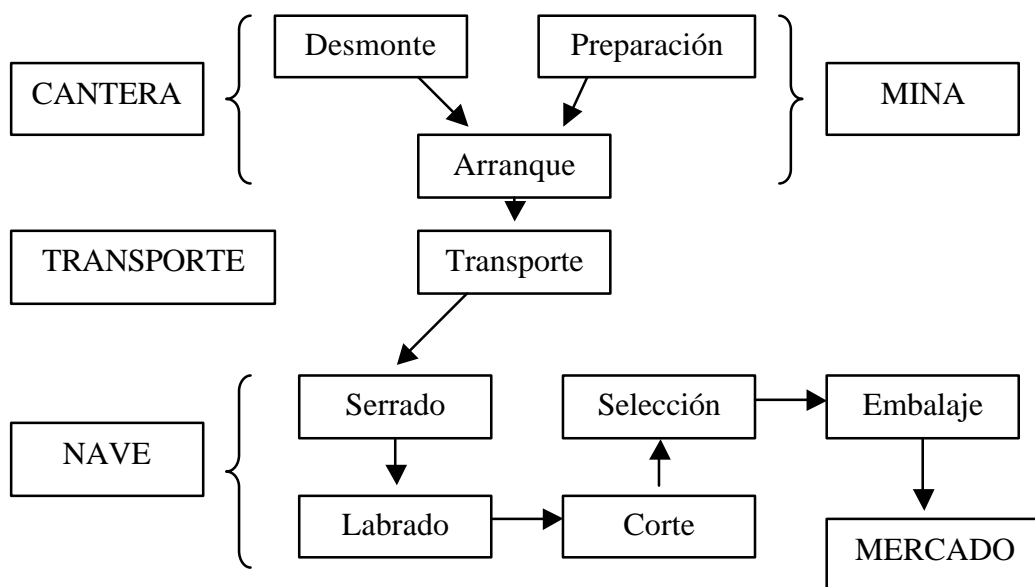 Desmonte
Preparación
CANTERA
MINA
Arranque
TRANSPORTE
Transporte
Serrado
Selección
Embalaje
NAVE
Labrado
Corte
MERCADO